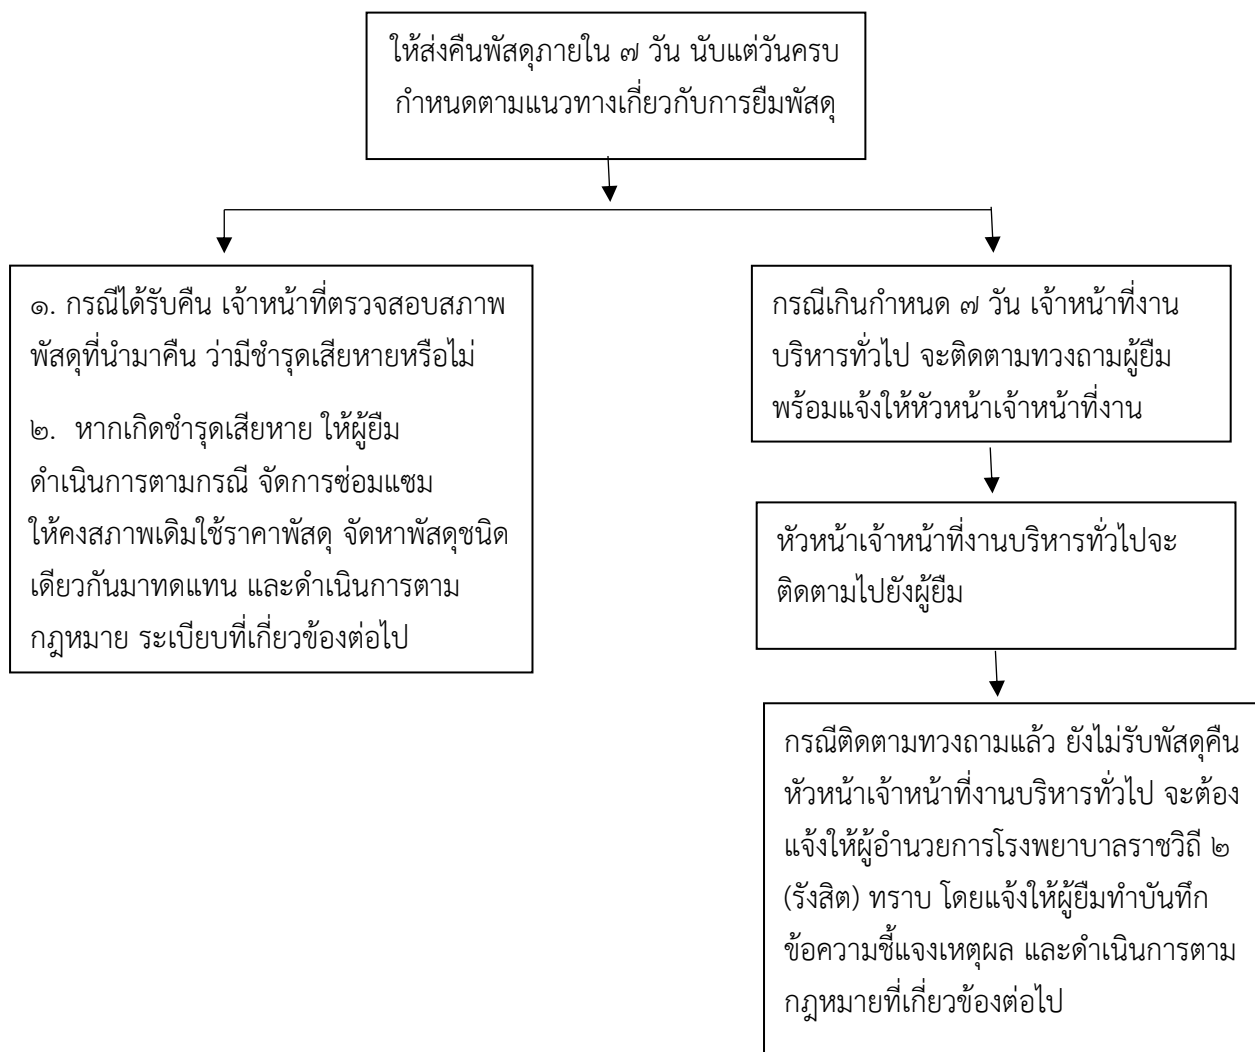 ให้ส่งคืนพัสดุภายใน ๗ วัน นับแต่วันครบ
กำหนดตามแนวทางเกี่ยวกับการยืมพัสดุ
๑. กรณีได้รับคืน เจ้าหน้าที่ตรวจสอบสภาพ
พัสดุที่นำมาคืน ว่ามีชำรุดเสียหายหรือไม่
๒. หากเกิดชำรุดเสียหาย ให้ผู้ยืม
ดำเนินการตามกรณี จัดการซ่อมแซม
ให้คงสภาพเดิมใช้ราคาพัสดุ จัดหาพัสดุชนิด
เดียวกันมาทดแทน และดำเนินการตาม
กฎหมาย ระเบียบที่เกี่ยวข้องต่อไป
กรณีเกินกำหนด ๗ วัน เจ้าหน้าที่งาน
บริหารทั่วไป จะติดตามทวงถามผู้ยืม
พร้อมแจ้งให้หัวหน้าเจ้าหน้าที่งาน
หัวหน้าเจ้าหน้าที่งานบริหารทั่วไปจะ
ติดตามไปยังผู้ยืม
กรณีติดตามทวงถามแล้ว ยังไม่รับพัสดุคืน
หัวหน้าเจ้าหน้าที่งานบริหารทั่วไป จะต้อง
แจ้งให้ผู้อำนวยการโรงพยาบาลราชวิถี ๒
(รังสิต) ทราบ โดยแจ้งให้ผู้ยืมทำบันทึก
ข้อความชี้แจงเหตุผล และดำเนินการตาม
กฎหมายที่เกี่ยวข้องต่อไป